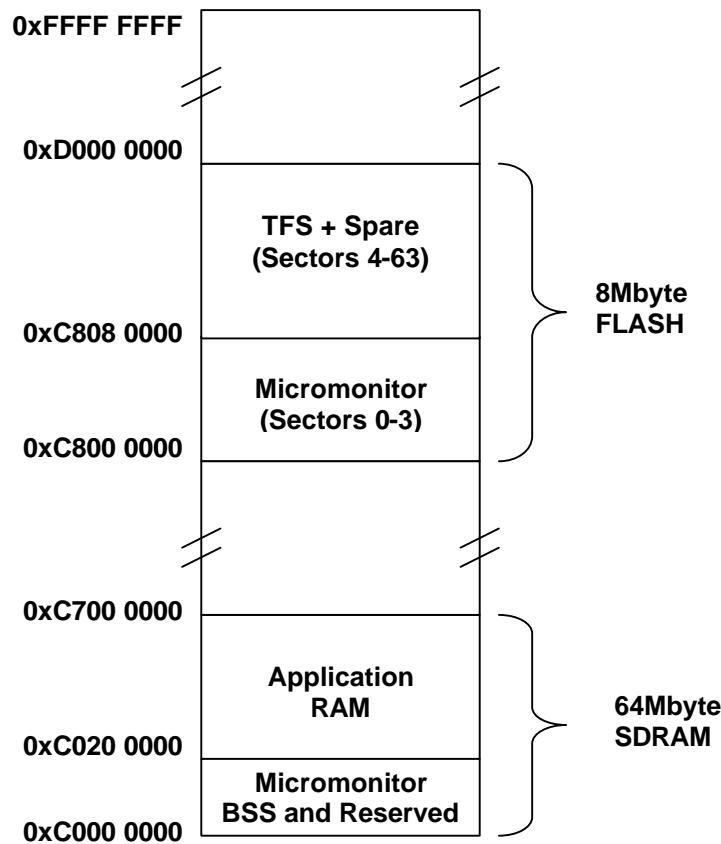 0xFFFF FFFF
0xD000 0000
TFS + Spare
(Sectors 4-63)
8Mbyte
FLASH
0xC808 0000
Micromonitor
(Sectors 0-3)
0xC800 0000
0xC700 0000
Application
RAM
64Mbyte
SDRAM
0xC020 0000
Micromonitor
BSS and Reserved
0xC000 0000